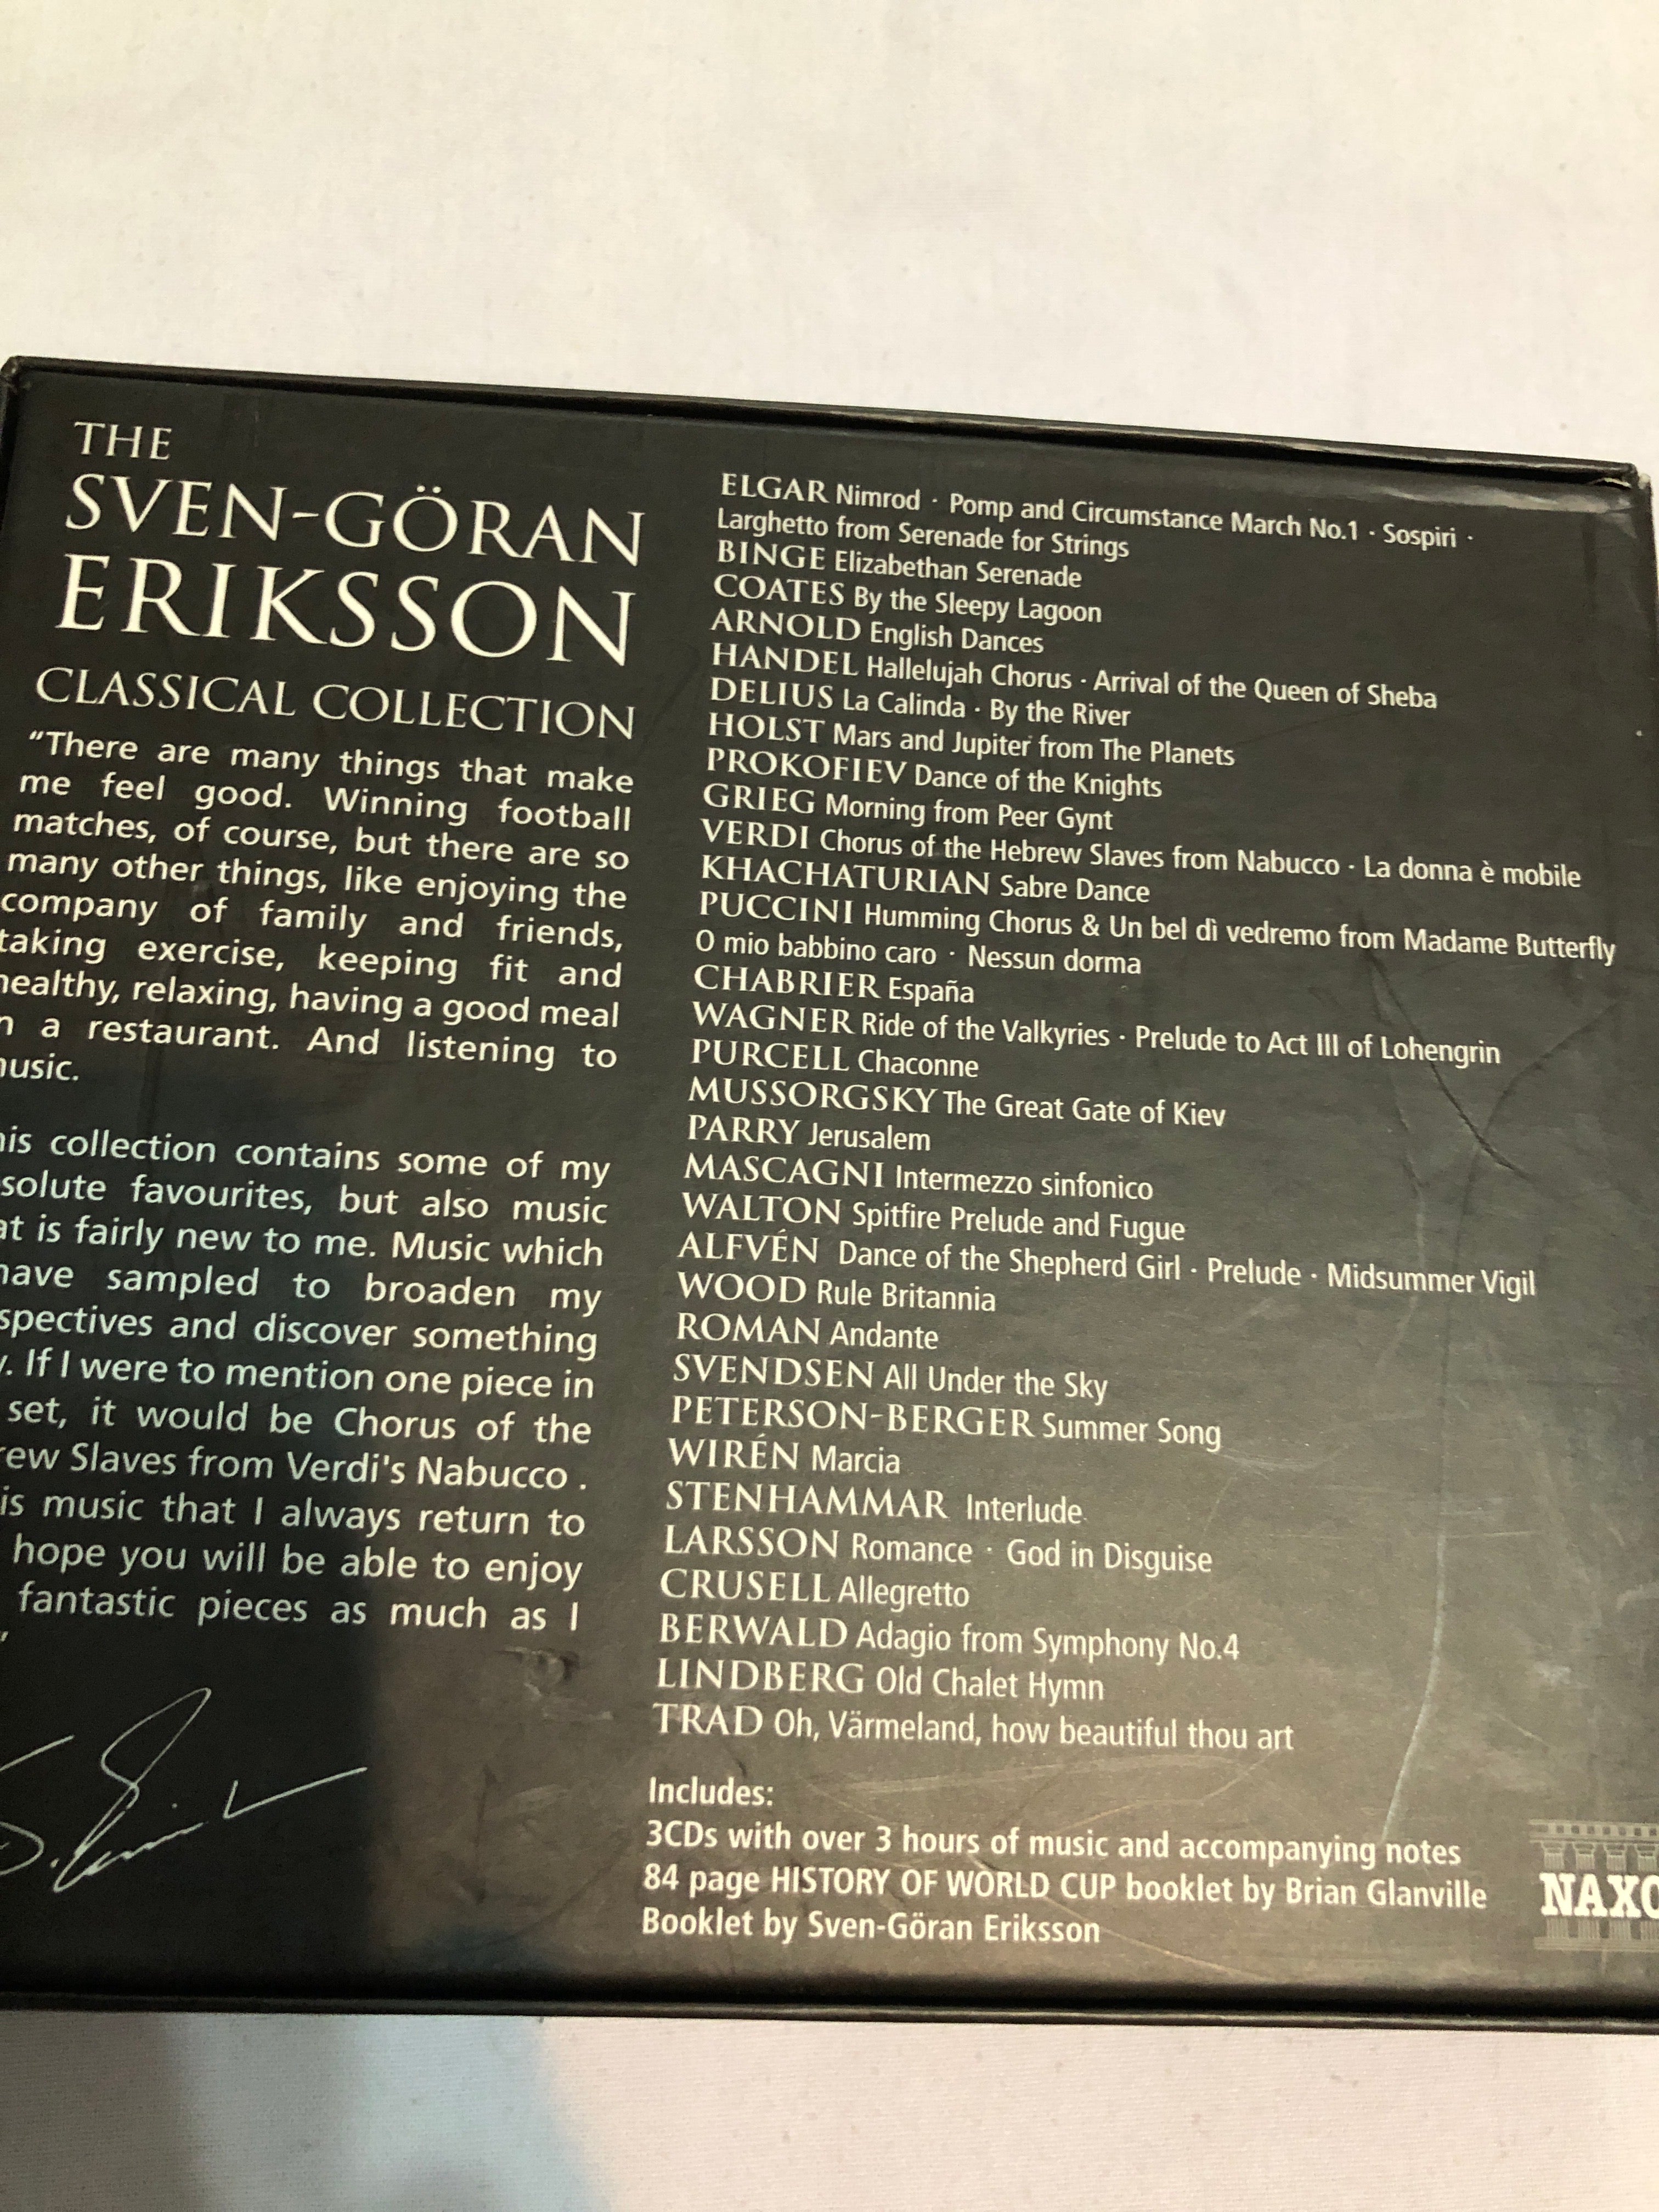 THE
SVEN-GÖRAN
ERIKSSON
CLASSICAL COLLECTION
“There are many things that make
me feel good. Winning football
matches, of course, but there are so
many other things, like enjoying the
company of family and friends,
taking exercise, keeping fit and
healthy, relaxing, having a good meal
a restaurant. And listening to
music.
collection contains some of my
favourites, but also music
is fairly new to me. Music which
have sampled to broaden my
and discover something
If I were to mention one piece in
set, it would be Chorus of the
Slaves from Verdi's Nabucco .
is music that I always return to
hope you will be able to enjoy
fantastic pieces as much as I
ELGAR Nimrod · Pomp and Circumstance March No.1 · Sospiri ·
Larghetto from Serenade for Strings
BINGE Elizabethan Serenade
COATES By the Sleepy Lagoon
ARNOLD English Dances
HANDEL Hallelujah Chorus · Arrival of the Queen of Sheba
DELIUS La Calinda · By the River
HOLST Mars and Jupiter from The Planets
PROKOFIEV Dance of the Knights
GRIEG Morning from Peer Gynt
VERDI Chorus of the Hebrew Slaves from Nabucco · La donna è mobile
KHACHATURIAN Sabre Dance
PUCCINI Humming Chorus & Un bel dì vedremo from Madame Butterfly
O mio babbino caro · Nessun dorma
CHABRIER España
WAGNER Ride of the Valkyries · Prelude to Act III of Lohengrin
PURCELL Chaconne
MUSSORGSKY The Great Gate of Kiev
PARRY Jerusalem
MASCAGNI Intermezzo sinfonico
WALTON Spitfire Prelude and Fugue
ALFVÉN Dance of the Shepherd Girl · Prelude · Midsummer Vigil
WOOD Rule Britannia
ROMAN Andante
SVENDSEN All Under the Sky
PETERSON-BERGER Summer Song
WIRÉN Marcia
STENHAMMAR Interlude
LARSSON Romance · God in Disguise
CRUSELL Allegretto
BERWALD Adagio from Symphony No.4
LINDBERG Old Chalet Hymn
TRAD Oh, Värmeland, how beautiful thou art
Includes:
3CDs with over 3 hours of music and accompanying notes
84 page HISTORY OF WORLD CUP booklet by Brian Glanville
Booklet by Sven-Göran Eriksson
NAXO